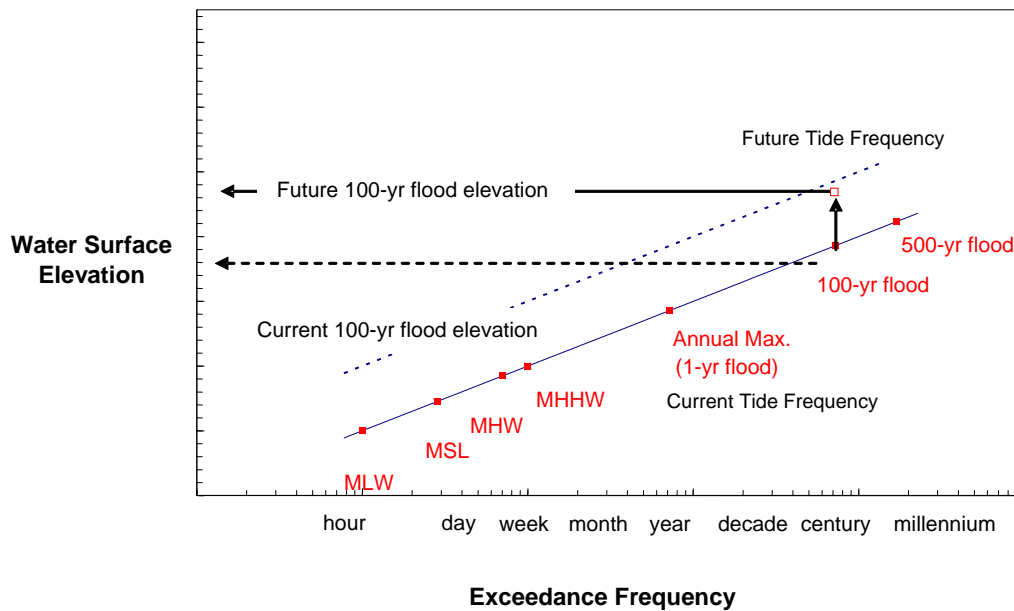 Future Tide Frequency
Future 100-yr flood elevation
Water Surface
Elevation
500-yr flood
100-yr flood
Current 100-yr flood elevation
Annual Max.
(1-yr flood)
MHHW
Current Tide Frequency
MHW
MSL
MLW
hour day week month year decade century millennium
Exceedance Frequency